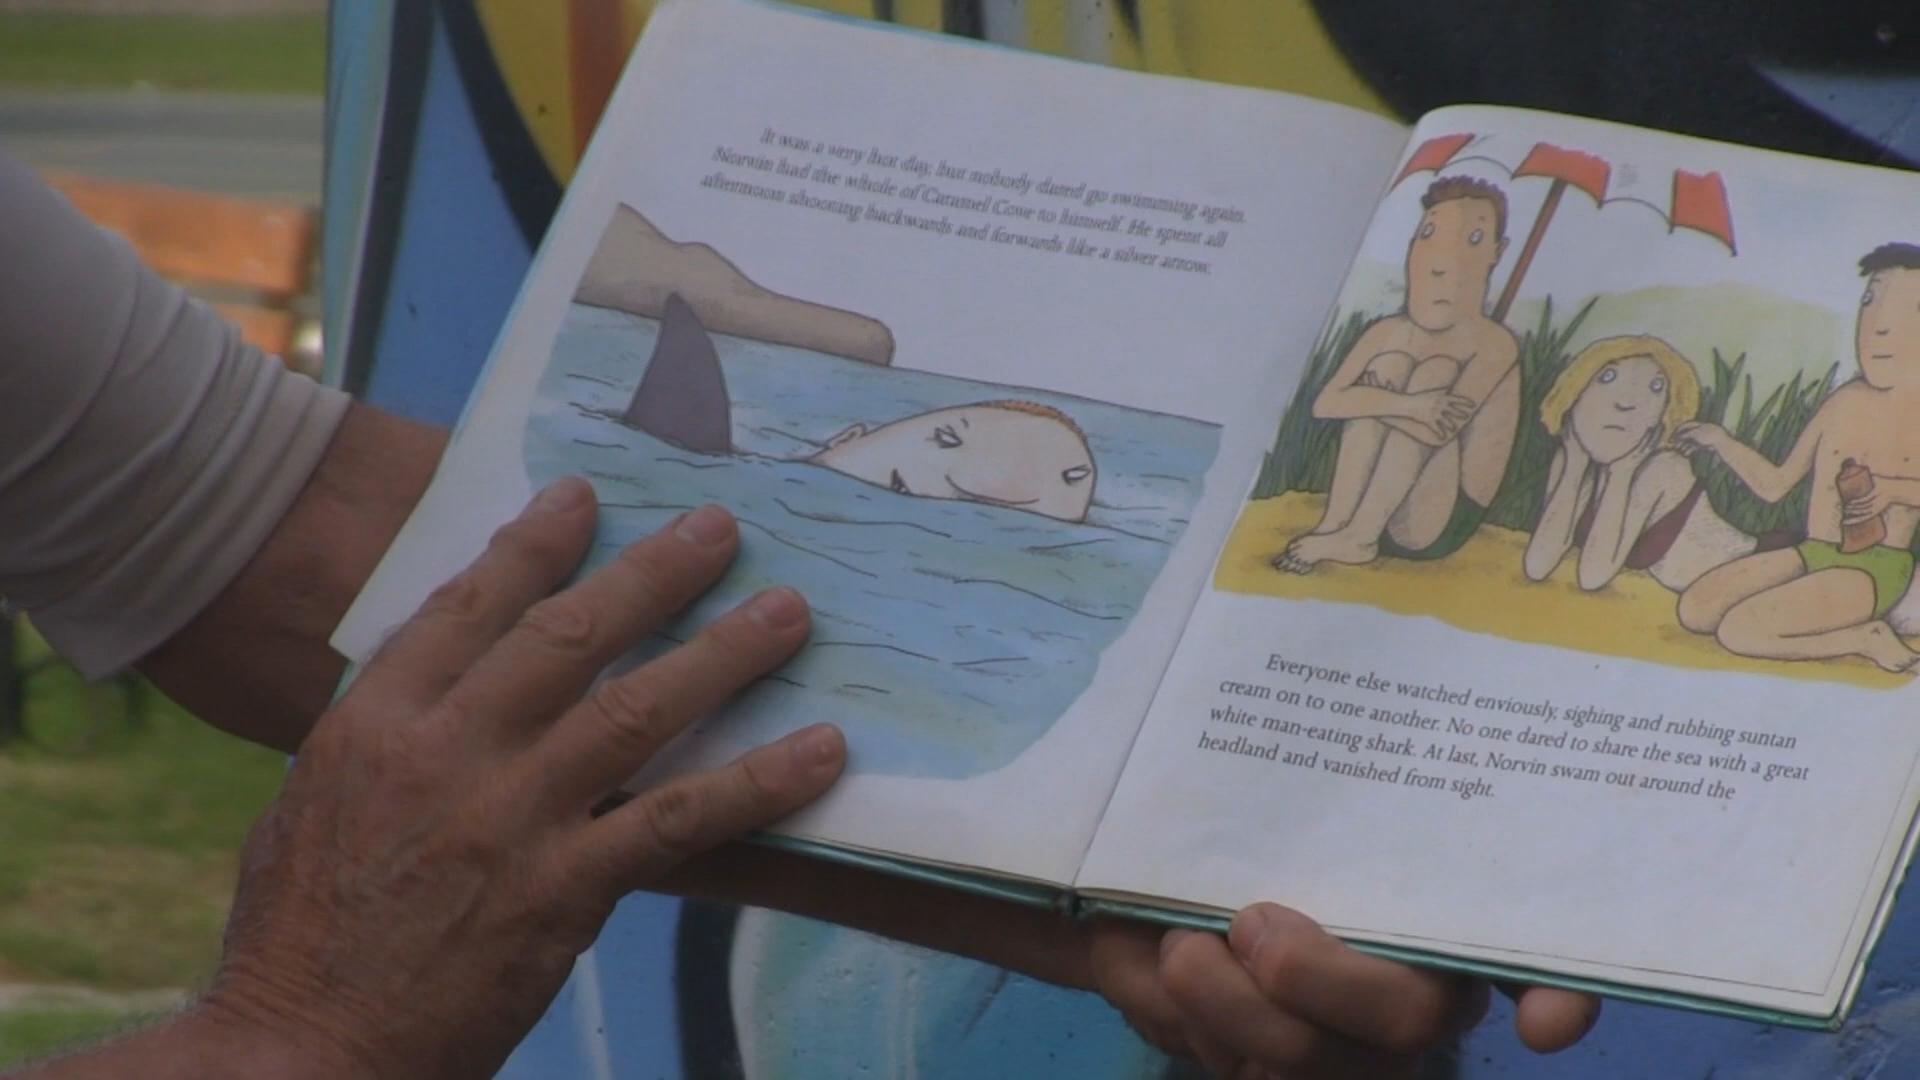 It was a very hot day, but nobody dared go swimming again.
Norvin had the whole of Caramel Cove to himself. He spent all
afternoon shooting backwards and forwards like a silver arrow.
Everyone else watched enviously, sighing and rubbing suntan
cream on to one another. No one dared to share the sea with a great
white man-eating shark. At last, Norvin swam out around the
headland and vanished from sight.